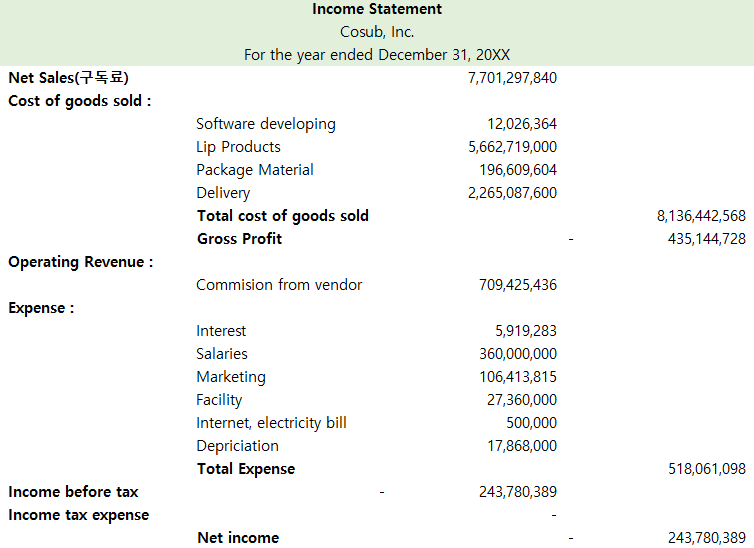 Income Statement
Cosub, Inc.
For the year ended December 31, 20XX
Net Sales(구독료) 7,701,297,840
Cost of goods sold :
Software developing 12,026,364
Lip Products 5,662,719,000
Package Material 196,609,604
Delivery 2,265,087,600
Total cost of goods sold 8,136,442,568
Gross Profit - 435,144,728
Operating Revenue :
Commision from vendor 709,425,436
Expense :
Interest 5,919,283
Salaries 360,000,000
Marketing 106,413,815
Facility 27,360,000
Internet, electricity bill 500,000
Depriciation 17,868,000
Total Expense 518,061,098
Income before tax - 243,780,389
Income tax expense -
Net income - 243,780,389